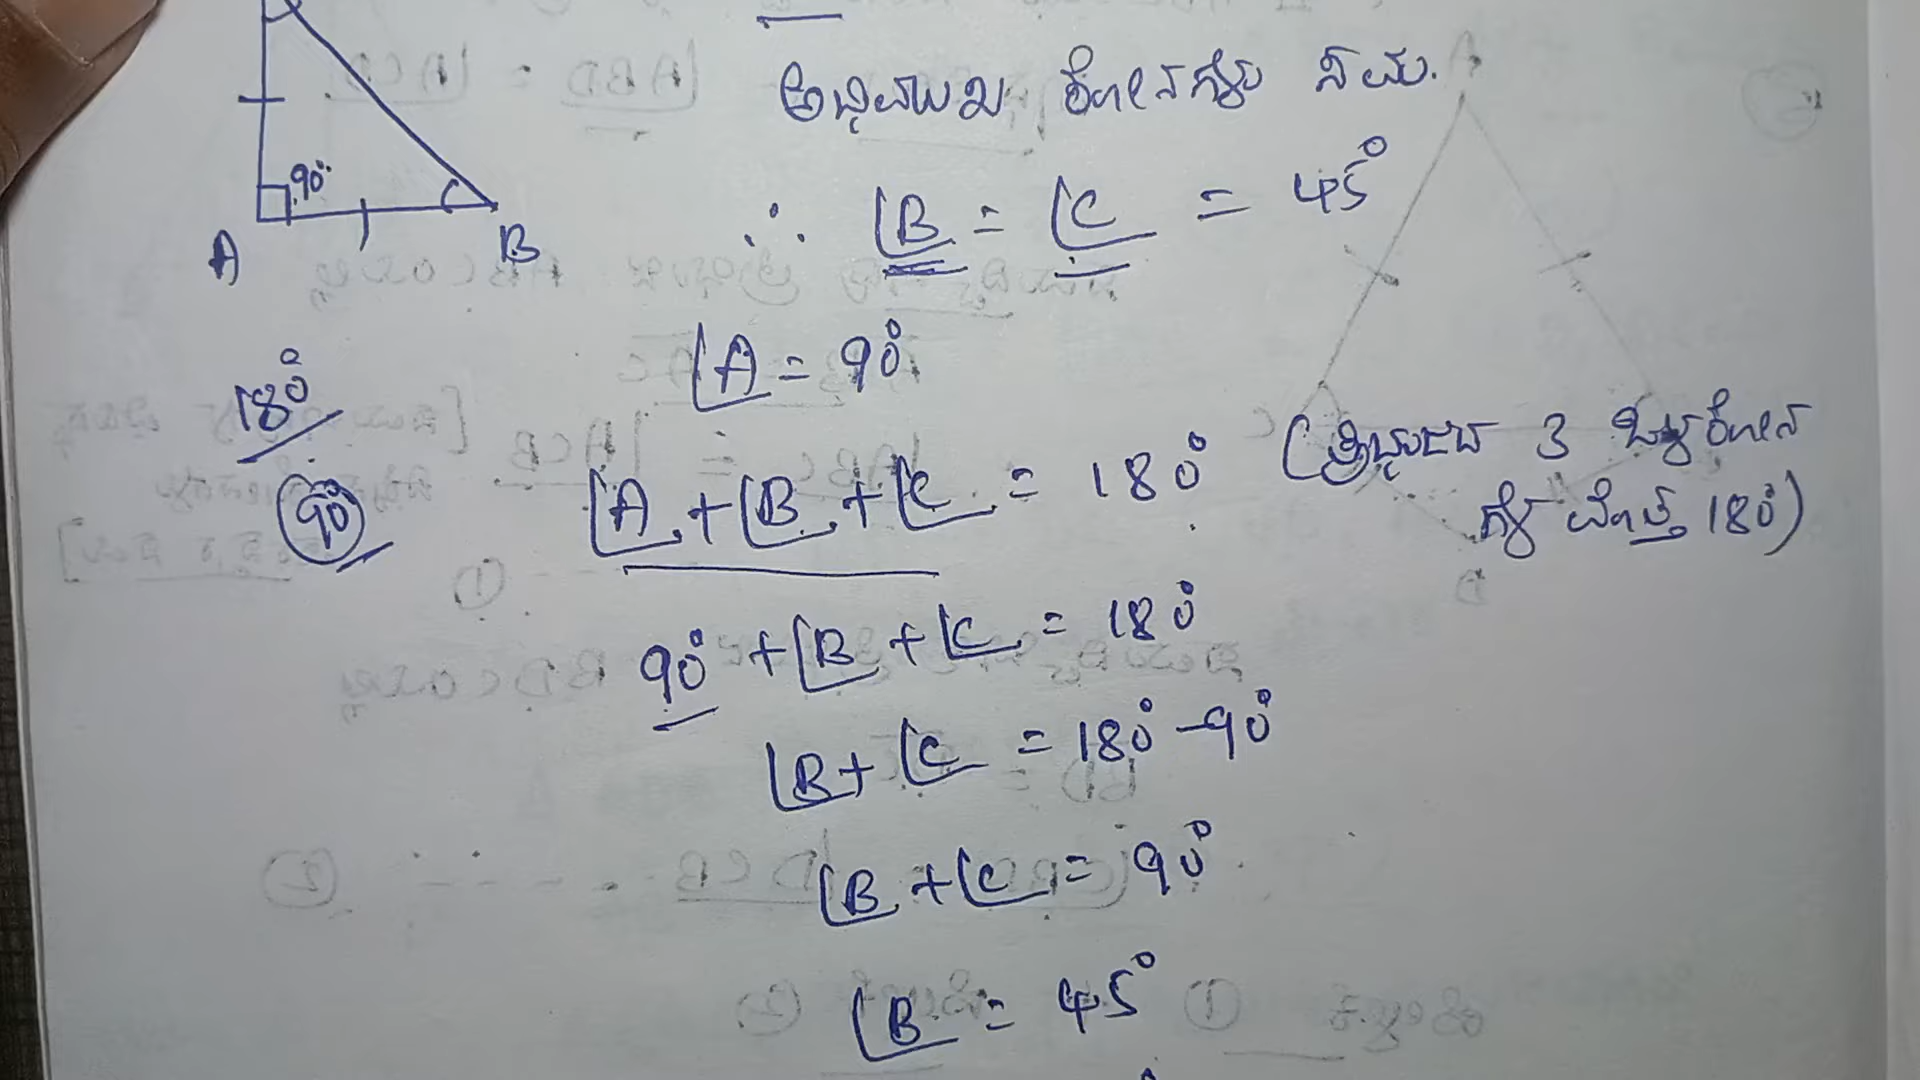 ಅಭಿಮುಖ ಕೋನಗಳು ಸಮ.
90°
A
B
∴ ∠B = ∠C = 45°
∠A = 90°
180°
90°
∠A + ∠B + ∠C = 180° (ತ್ರಿಭುಜದ 3 ಒಳಕೋನ
ಗಳ ಮೊತ್ತ 180°)
90° + ∠B + ∠C = 180°
∠B + ∠C = 180° - 90°
∠B + ∠C = 90°
∠B = 45°